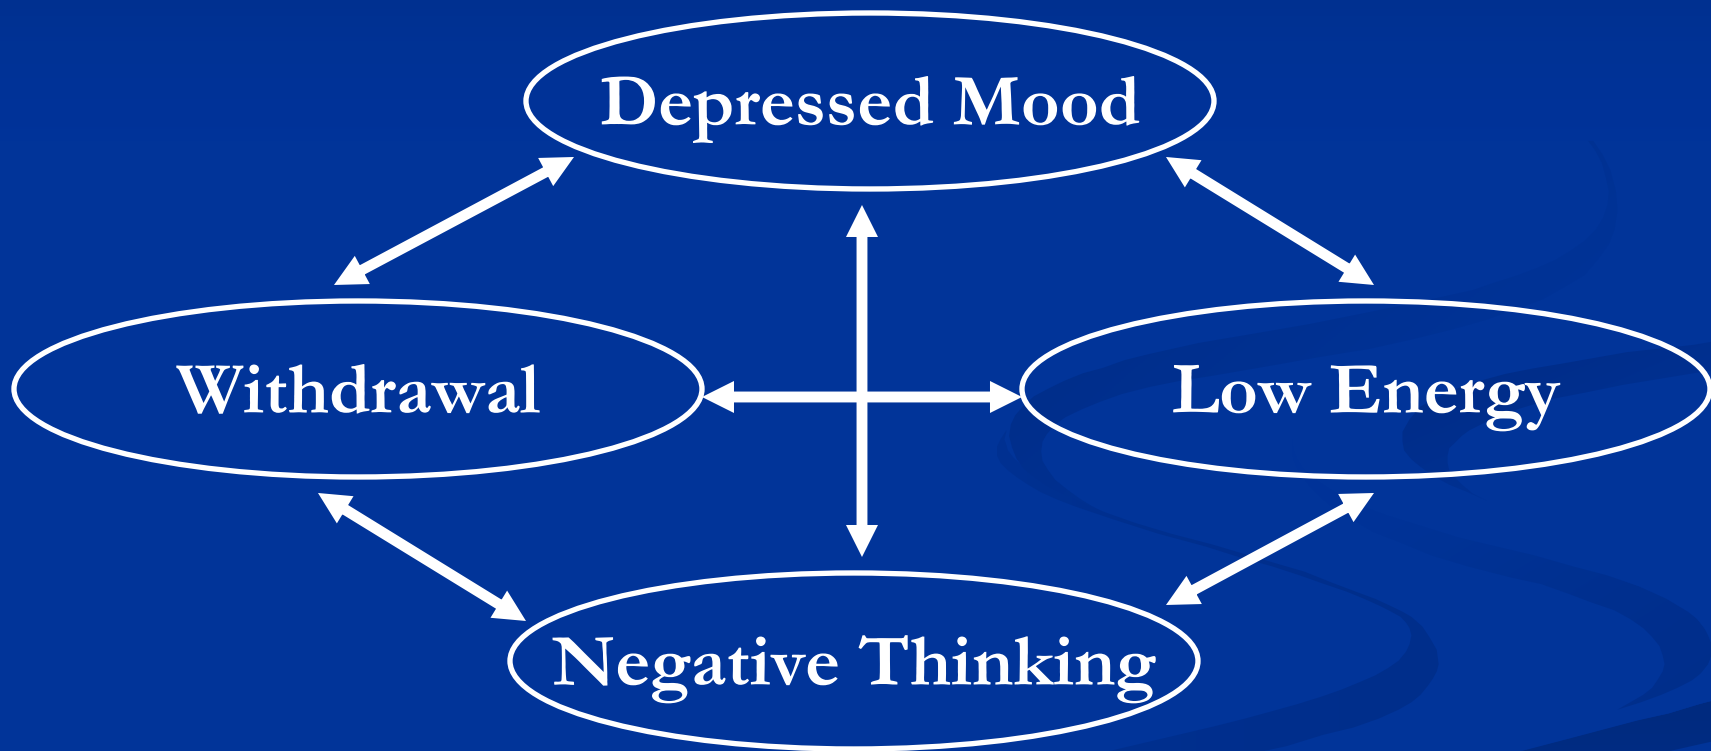 Depressed Mood
Withdrawal
Low Energy
Negative Thinking